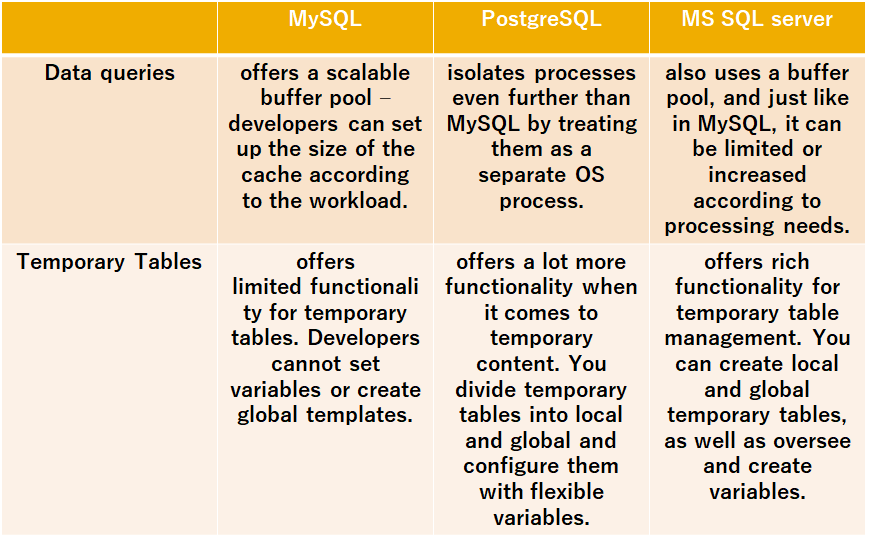 MySQL
PostgreSQL
MS SQL server
Data queries
offers a scalable
buffer pool –
developers can set
up the size of the
cache according
to the workload.
isolates processes
even further than
MySQL by treating
them as a
separate OS
process.
also uses a buffer
pool, and just like
in MySQL, it can
be limited or
increased
according to
processing needs.
Temporary Tables
offers
limited functionali
ty for temporary
tables. Developers
cannot set
variables or create
global templates.
offers a lot more
functionality when
it comes to
temporary
content. You
divide temporary
tables into local
and global and
configure them
with flexible
variables.
offers rich
functionality for
temporary table
management. You
can create local
and global
temporary tables,
as well as oversee
and create
variables.